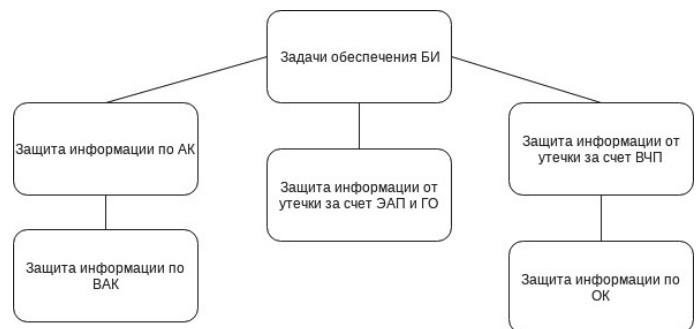 Задачи обеспечения БИ
Защита информации по АК
Защита информации от
утечки за счет ЭАП и ГО
Защита информации от
утечки за счет ВЧП
Защита информации по
ВАК
Защита информации по
ОК